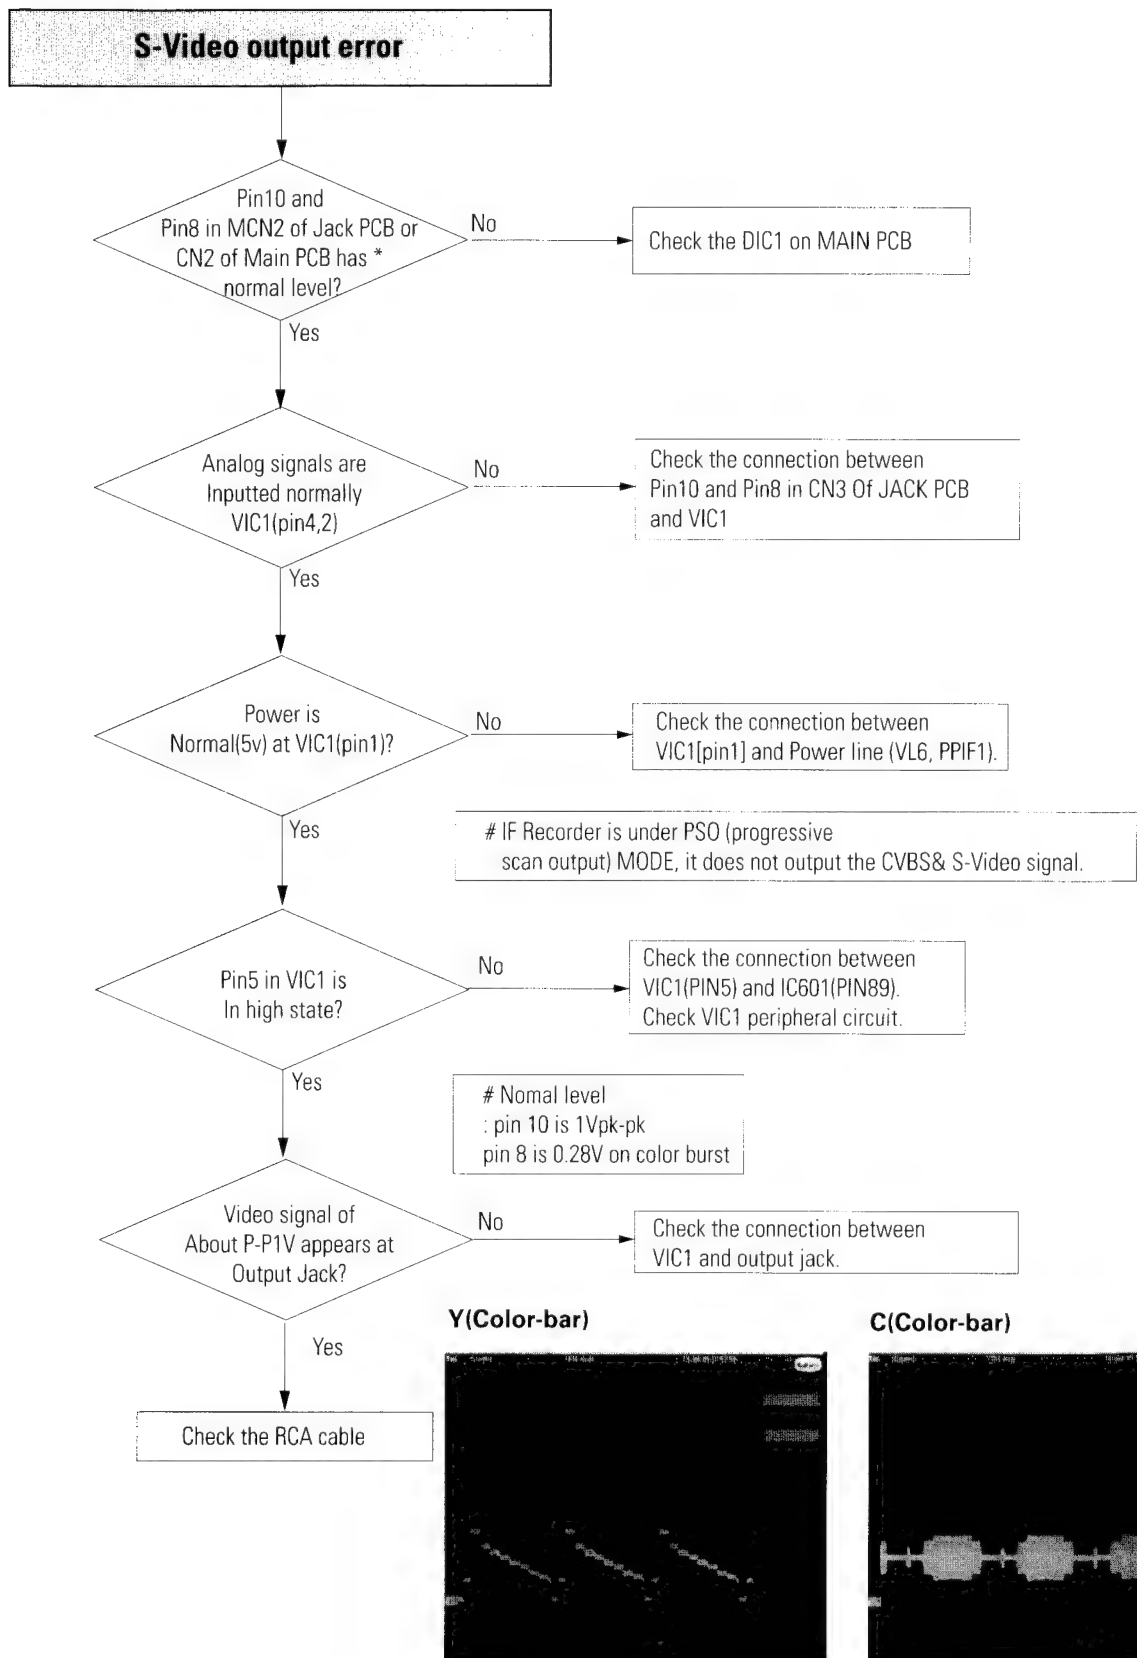 S-Video output error
Pin10 and
Pin8 in MCN2 of Jack PCB or
CN2 of Main PCB has *
normal level?
No
Check the DIC1 on MAIN PCB
Yes
Analog signals are
Inputted normally
VIC1(pin4,2)
No
Check the connection between
Pin10 and Pin8 in CN3 Of JACK PCB
and VIC1
Yes
Power is
Normal(5v) at VIC1(pin1)?
No
Check the connection between
VIC1[pin1] and Power line (VL6, PPIF1).
Yes
# IF Recorder is under PSO (progressive
scan output) MODE, it does not output the CVBS& S-Video signal.
Pin5 in VIC1 is
In high state?
No
Check the connection between
VIC1(PIN5) and IC601(PIN89).
Check VIC1 peripheral circuit.
Yes
# Nomal level
: pin 10 is 1Vpk-pk
pin 8 is 0.28V on color burst
Video signal of
About P-P1V appears at
Output Jack?
No
Check the connection between
VIC1 and output jack.
Yes
Check the RCA cable
Y(Color-bar)
C(Color-bar)